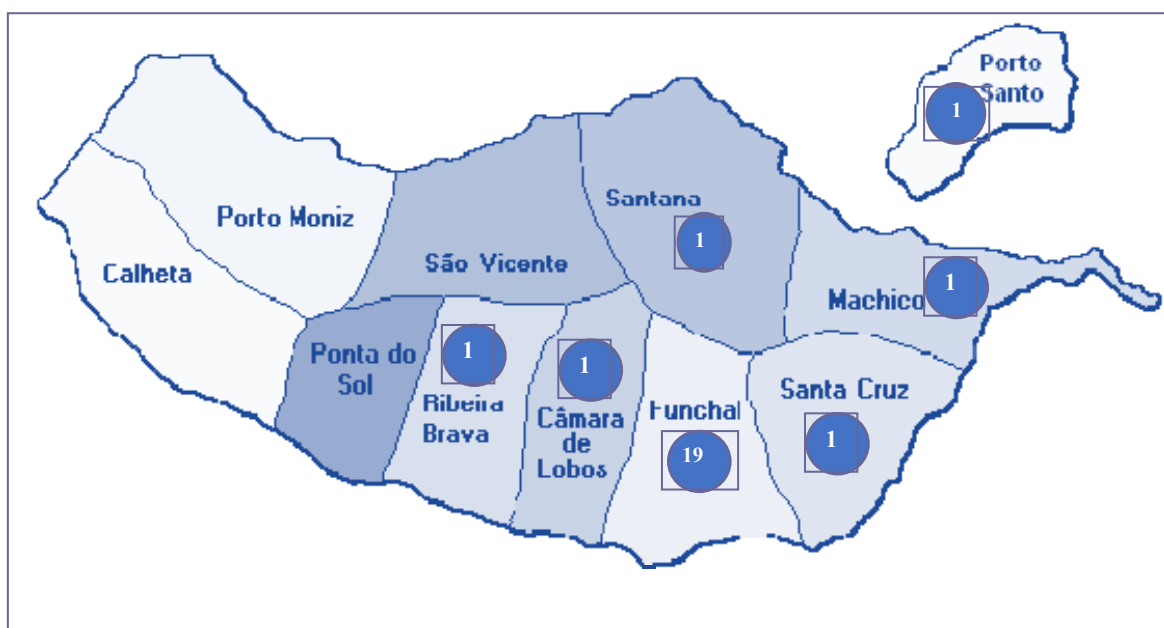 Porto
Santo
1
Santana
1
Porto Moniz
São Vicente
Calheta
Machico
1
Ponta do
Sol
1
Ribeira
Brava
1
Câmara
de
Lobos
Funchal
19
Santa Cruz
1